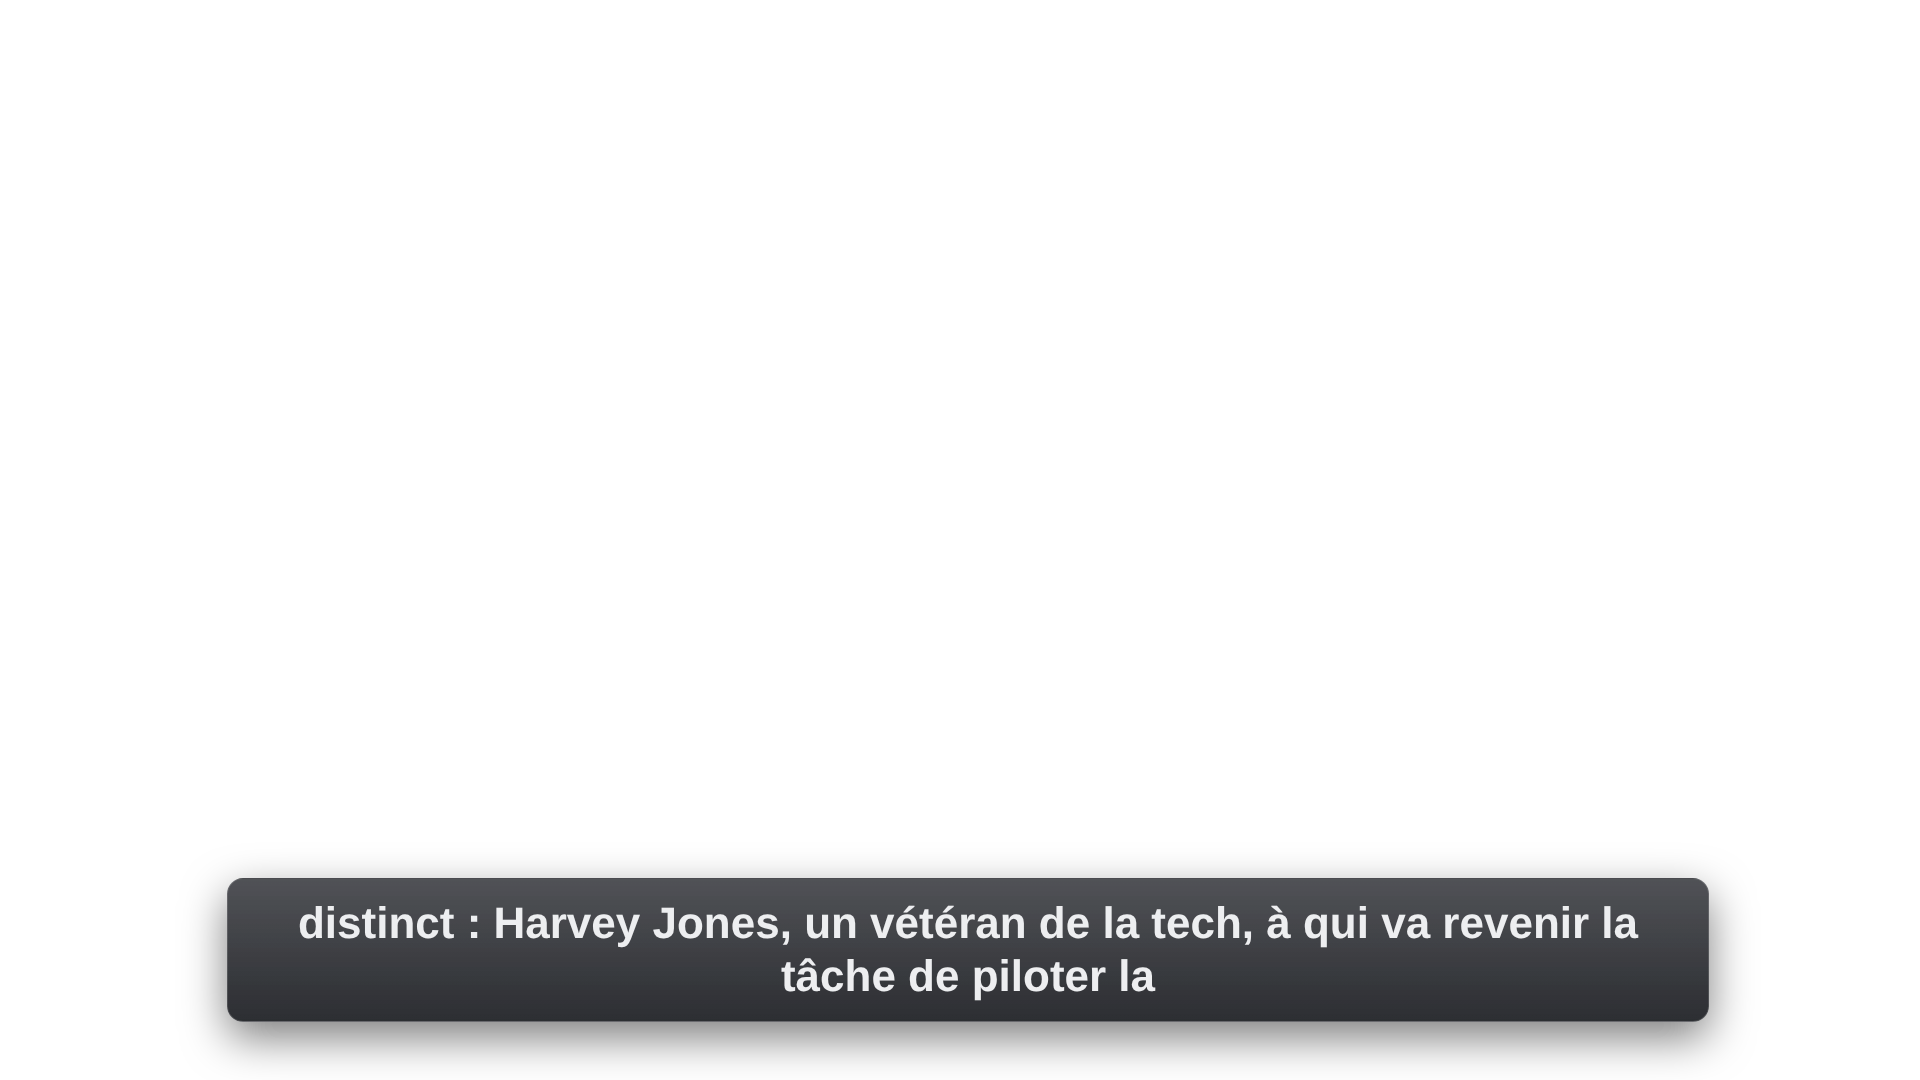 distinct : Harvey Jones, un vétéran de la tech, à qui va revenir la
tâche de piloter la